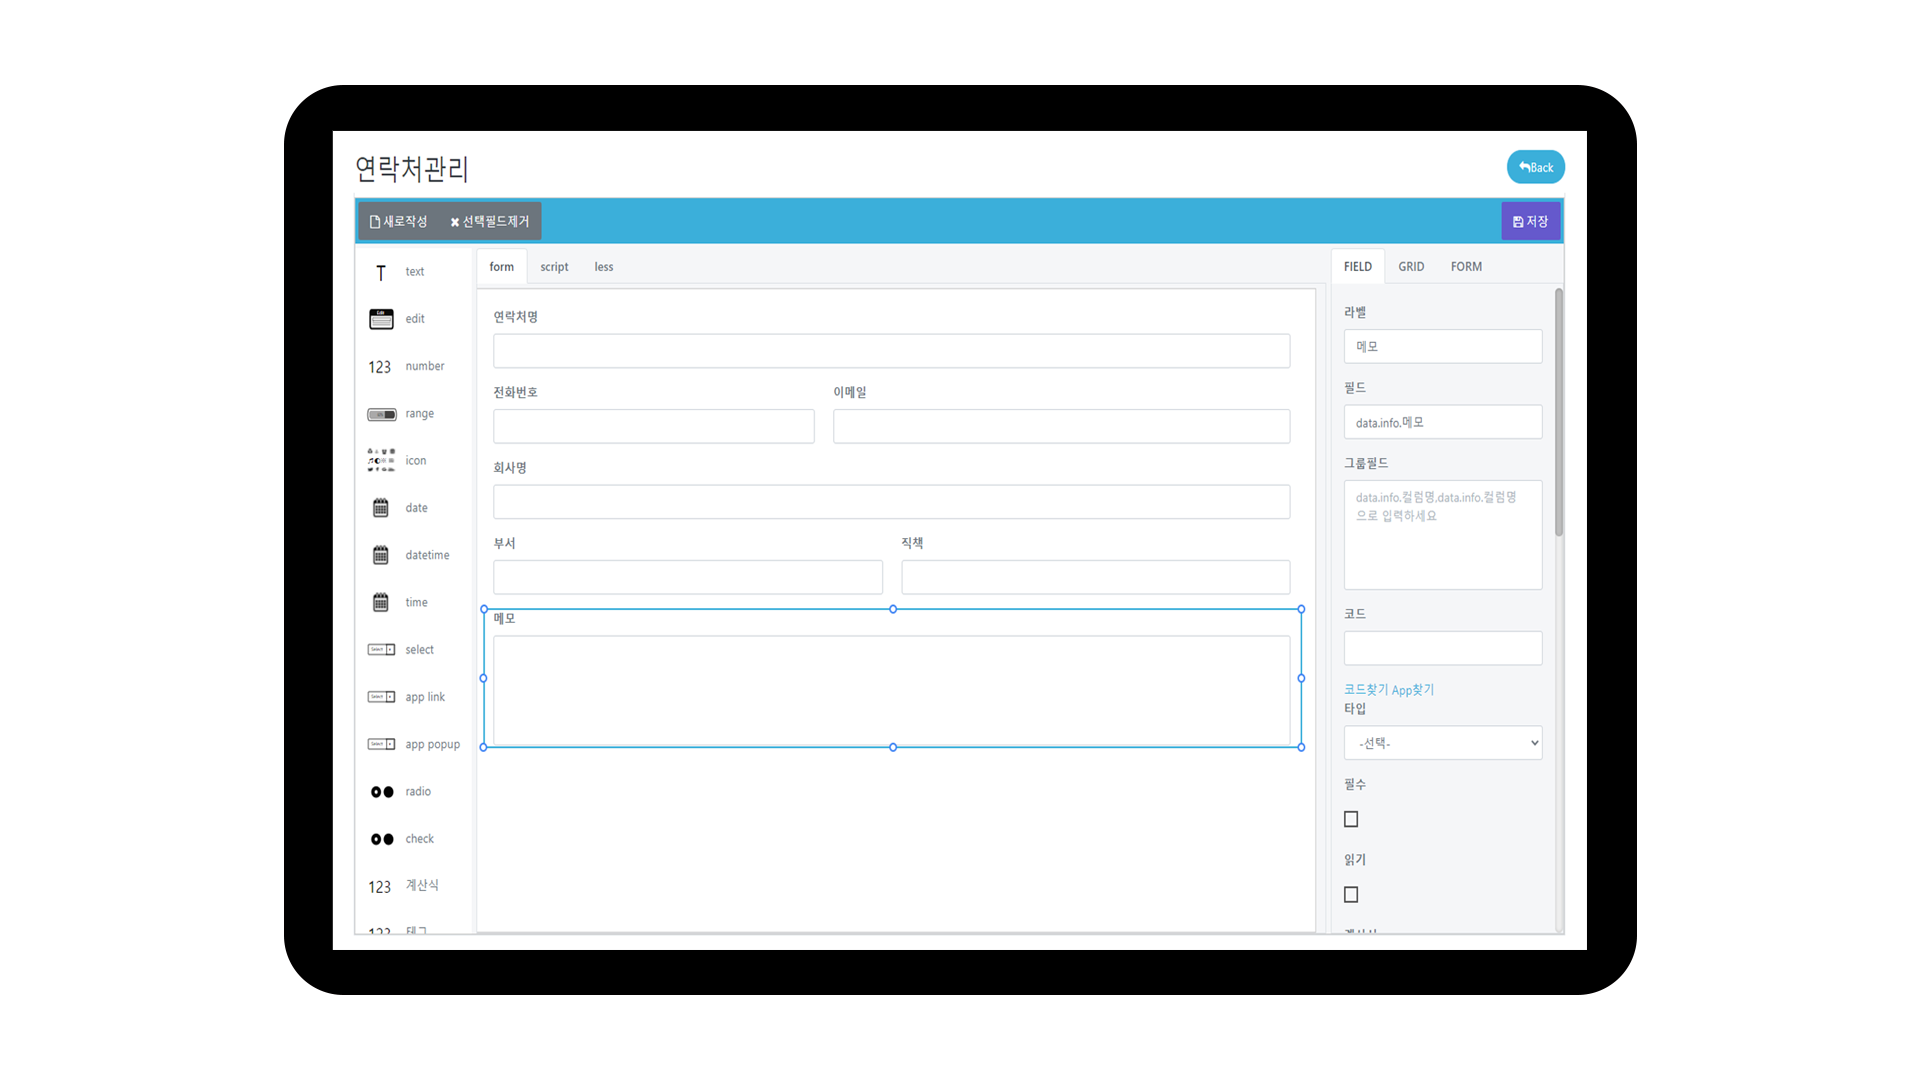 연락처관리
Back
새로작성
선택필드제거
저장
text
edit
number
range
icon
date
datetime
time
select
app link
app popup
radio
check
계산식
태그
form
script
less
연락처명
전화번호
이메일
회사명
부서
직책
메모
FIELD
GRID
FORM
라벨
메모
필드
data.info.메모
그룹필드
data.info.컬럼명,data.info.컬럼명
으로 입력하세요
코드
코드찾기 App찾기
타입
-선택-
필수
읽기